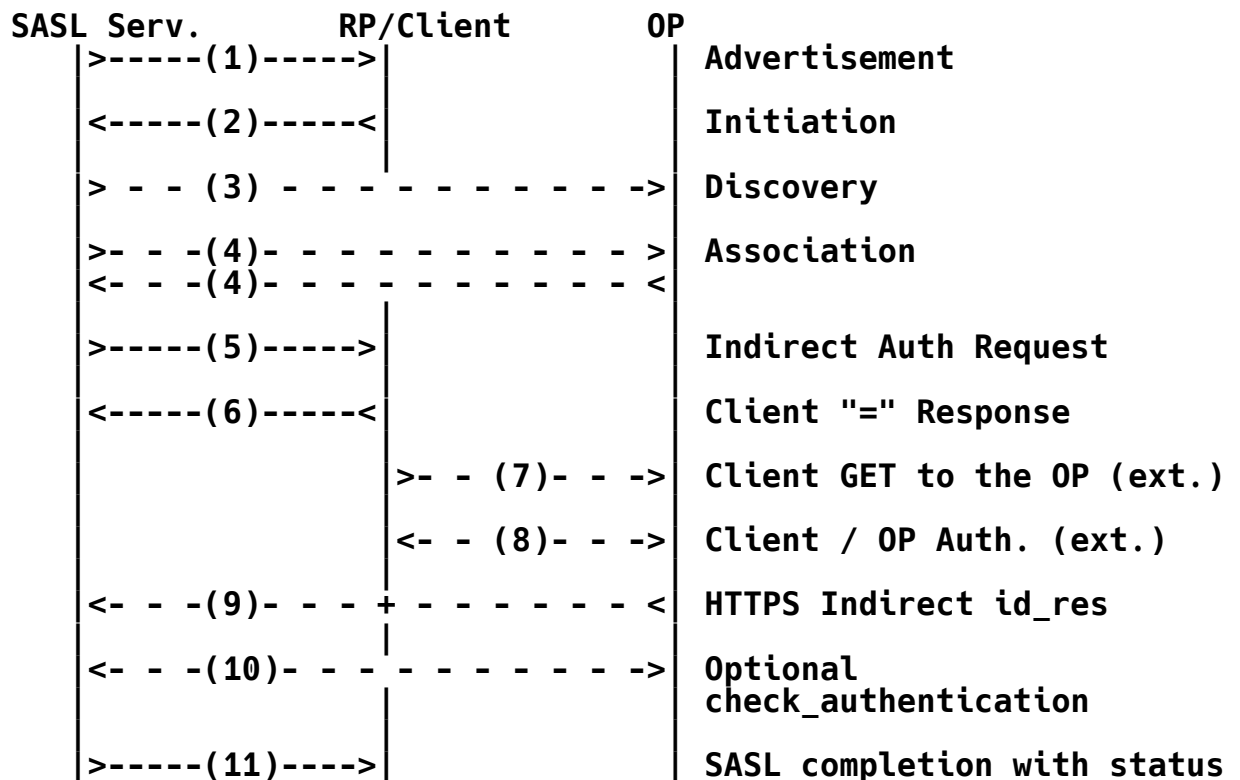 SASL Serv.       RP/Client       OP
|>-----(1)----->|              | Advertisement
|<-----(2)-----<|              | Initiation
|> - - (3) - - - - - - - - - ->| Discovery
|>- - -(4)- - - - - - - - - - >| Association
|<- - -(4)- - - - - - - - - - <|
|>-----(5)----->|              | Indirect Auth Request
|<-----(6)-----<|              | Client "=" Response
|               |>- - (7)- - ->| Client GET to the OP (ext.)
|               |<- - (8)- - ->| Client / OP Auth. (ext.)
|<- - -(9)- - - + - - - - - - <| HTTPS Indirect id_res
|<- - -(10)- - - - - - - - - ->| Optional
|               |              | check_authentication
|>-----(11)---->|              | SASL completion with status